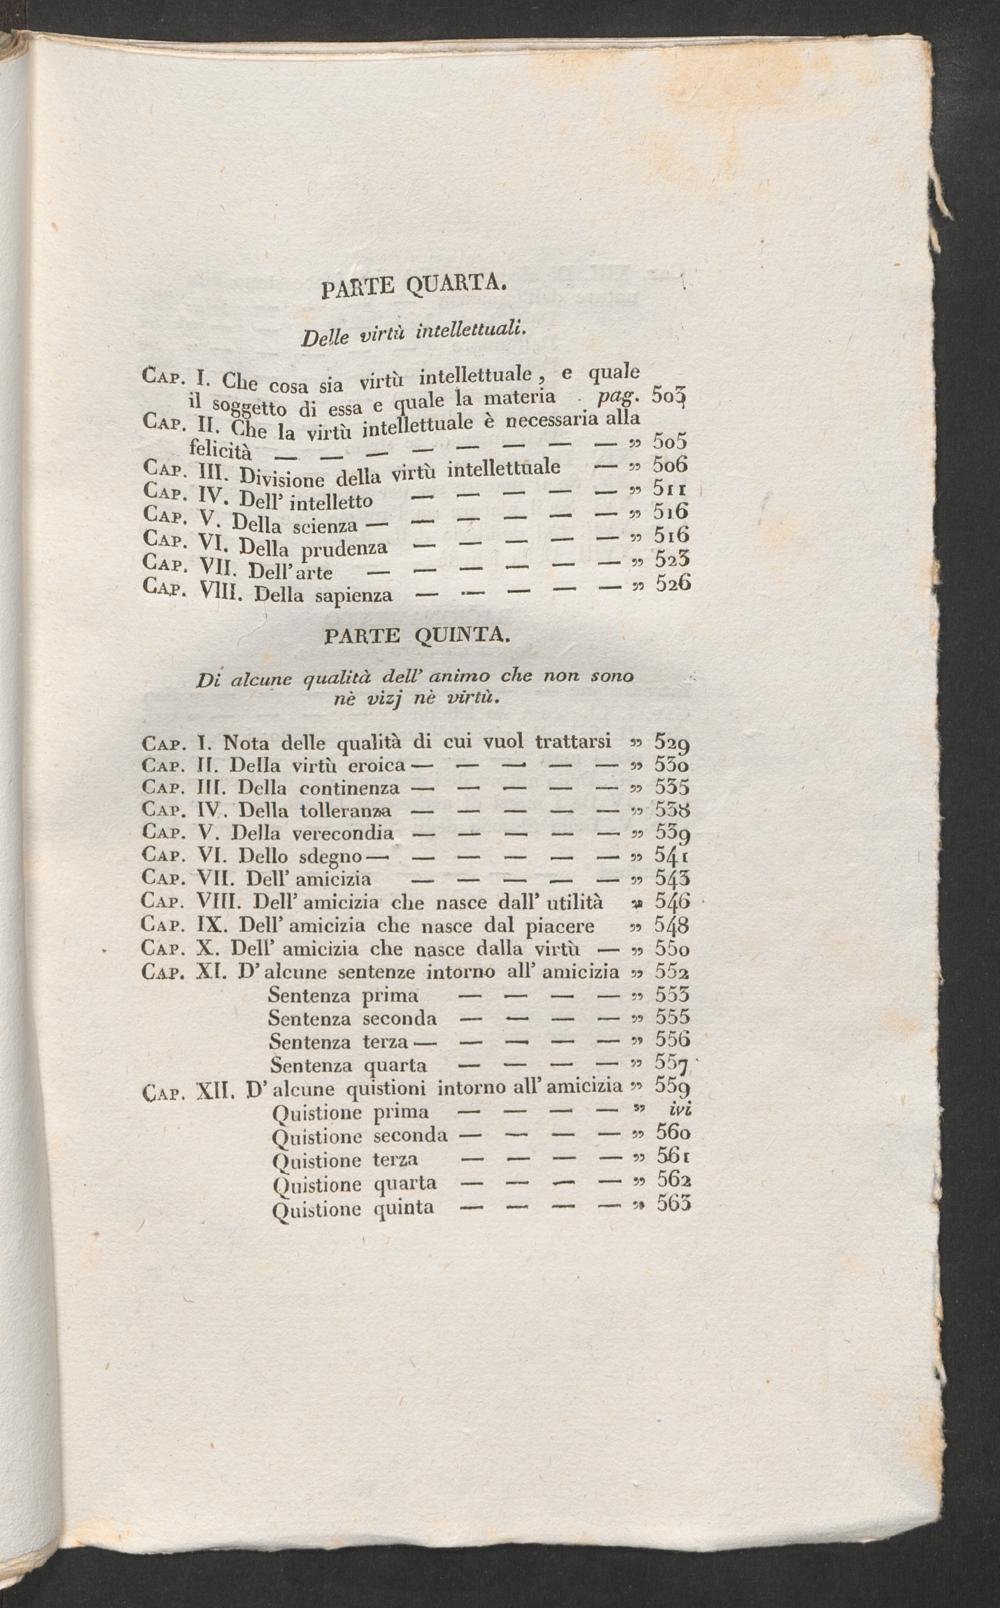 PARTE QUARTA.
Delle virtù intellettuali.
CAP. I. Che cosa sia virtù intellettuale, e quale
il soggetto di essa e quale la materia . pag. 503
CAP. II. Che la virtù intellettuale è necessaria alla
felicità — — — — — — — — „ 505
CAP. III. Divisione della virtù intellettuale — „ 506
CAP. IV. Dell' intelletto — — — — — „ 511
CAP. V. Della scienza — — — — — — „ 516
CAP. VI. Della prudenza — — — — — „ 516
CAP. VII. Dell'arte — — — — — — „ 523
CAP. VIII. Della sapienza — — — — — „ 526
PARTE QUINTA.
Di alcune qualità dell' animo che non sono
nè vizj nè virtù.
CAP. I. Nota delle qualità di cui vuol trattarsi „ 529
CAP. II. Della virtù eroica — — — — — „ 530
CAP. III. Della continenza — — — — — „ 535
CAP. IV. Della tolleranza — — — — — „ 538
CAP. V. Della verecondia — — — — — „ 539
CAP. VI. Dello sdegno — — — — — — „ 541
CAP. VII. Dell' amicizia — — — — — „ 543
CAP. VIII. Dell' amicizia che nasce dall' utilità „ 546
CAP. IX. Dell' amicizia che nasce dal piacere „ 548
CAP. X. Dell' amicizia che nasce dalla virtù — „ 550
CAP. XI. D' alcune sentenze intorno all' amicizia „ 552
Sentenza prima — — — — „ 553
Sentenza seconda — — — — „ 555
Sentenza terza — — — — — „ 556
Sentenza quarta — — — — „ 557
CAP. XII. D' alcune quistioni intorno all' amicizia „ 559
Quistione prima — — — — „ ivi
Quistione seconda — — — — „ 560
Quistione terza — — — — „ 561
Quistione quarta — — — — „ 562
Quistione quinta — — — — „ 563